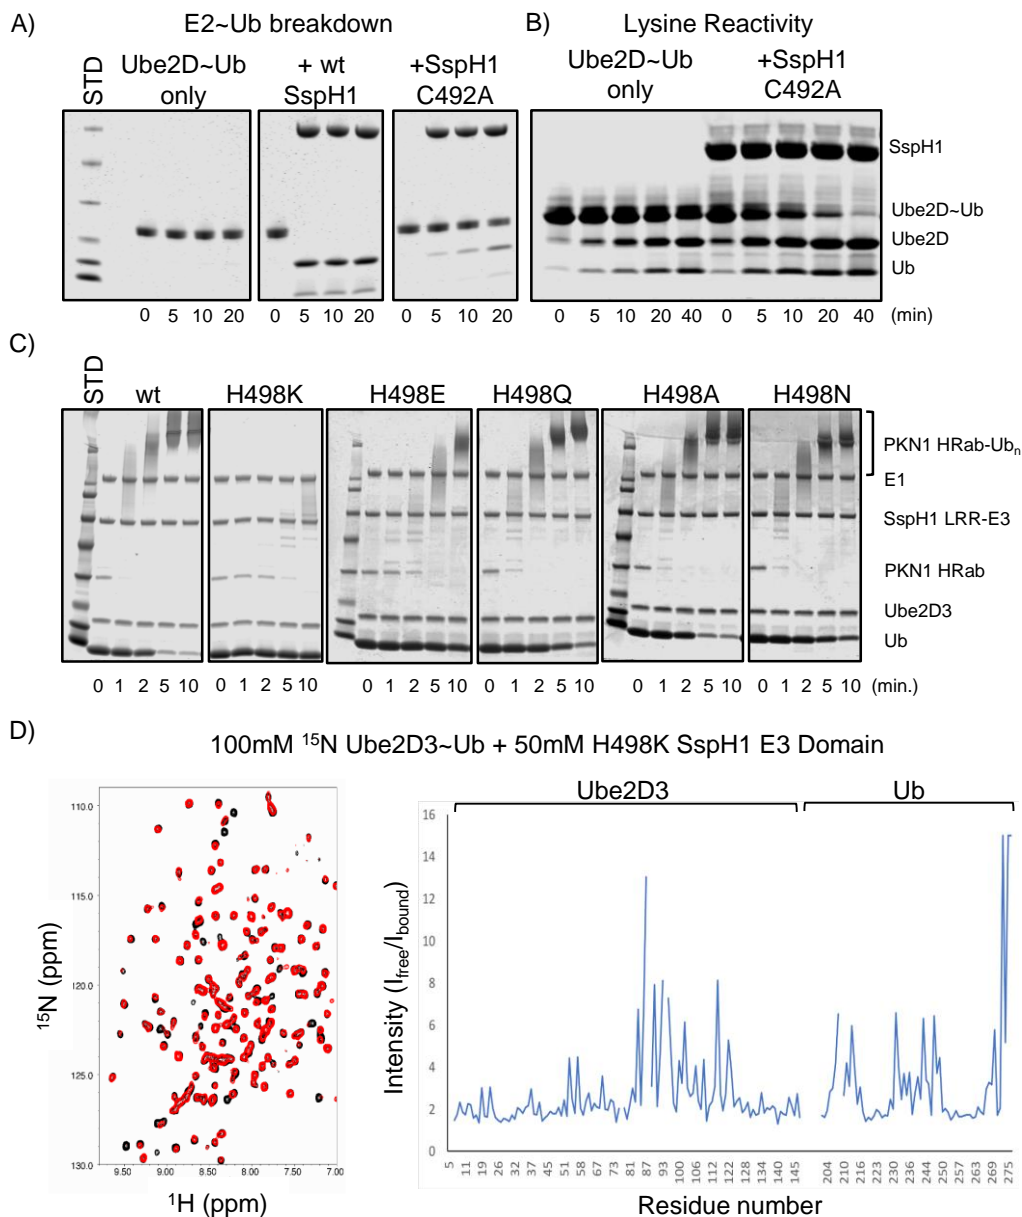 A)
E2~Ub breakdown
STD
Ube2D~Ub
only
+ wt
SspH1
+SspH1
C492A
0 5 10 20
0 5 10 20
0 5 10 20
B)
Lysine Reactivity
Ube2D~Ub
only
+SspH1
C492A
SspH1
Ube2D~Ub
Ube2D
Ub
0 5 10 20 40 0 5 10 20 40 (min)
C)
STD
wt H498K H498E H498Q H498A H498N
PKN1 HRab-Ubn
E1
SspH1 LRR-E3
PKN1 HRab
Ube2D3
Ub
0 1 2 5 10 0 1 2 5 10 0 1 2 5 10 0 1 2 5 10 0 1 2 5 10 0 1 2 5 10 (min.)
D)
100mM 15N Ube2D3~Ub + 50mM H498K SspH1 E3 Domain
110.0
115.0
120.0
125.0
130.0
15N (ppm)
9.50 9.00 8.50 8.00 7.50 7.00
1H (ppm)
Ube2D3 Ub
16
14
12
10
8
6
4
2
0
Intensity (Ifree/Ibound)
5 11 19 26 32 37 45 51 58 67 73 81 87 93 100 108 116 122 128 134 140 145 204 210 216 223 230 236 244 250 257 263 269 275
Residue number